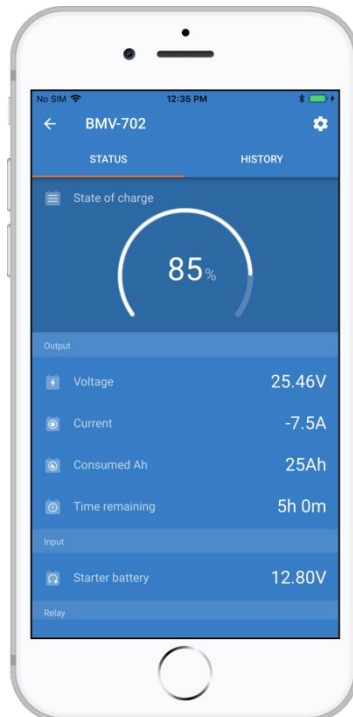 No SIM 12:35 PM
BMV-702
STATUS HISTORY
State of charge
85%
Output
Voltage 25.46V
Current -7.5A
Consumed Ah 25Ah
Time remaining 5h 0m
Input
Starter battery 12.80V
Relay